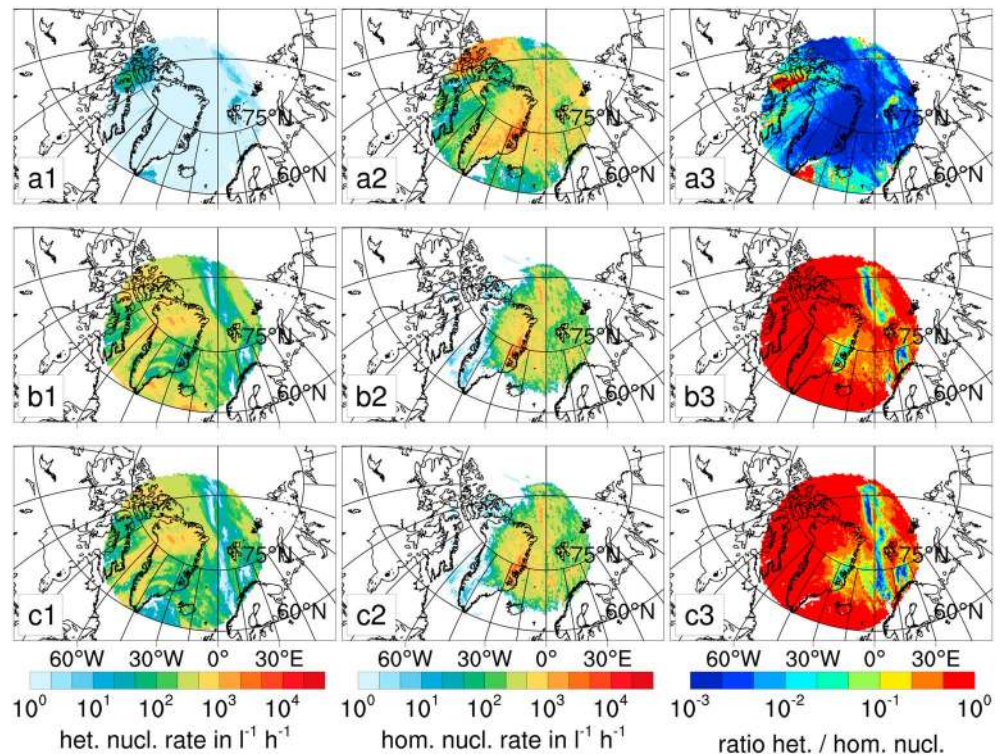 75°N
60°N
a1
75°N
60°N
a2
75°N
60°N
a3
75°N
60°N
b1
75°N
60°N
b2
75°N
60°N
b3
75°N
60°N
c1
75°N
60°N
c2
75°N
60°N
c3
60°W 30°W 0° 30°E
60°W 30°W 0° 30°E
60°W 30°W 0° 30°E
10⁰ 10¹ 10² 10³ 10⁴
10⁰ 10¹ 10² 10³ 10⁴
10⁻³ 10⁻² 10⁻¹ 10⁰
het. nucl. rate in l⁻¹ h⁻¹
hom. nucl. rate in l⁻¹ h⁻¹
ratio het. / hom. nucl.